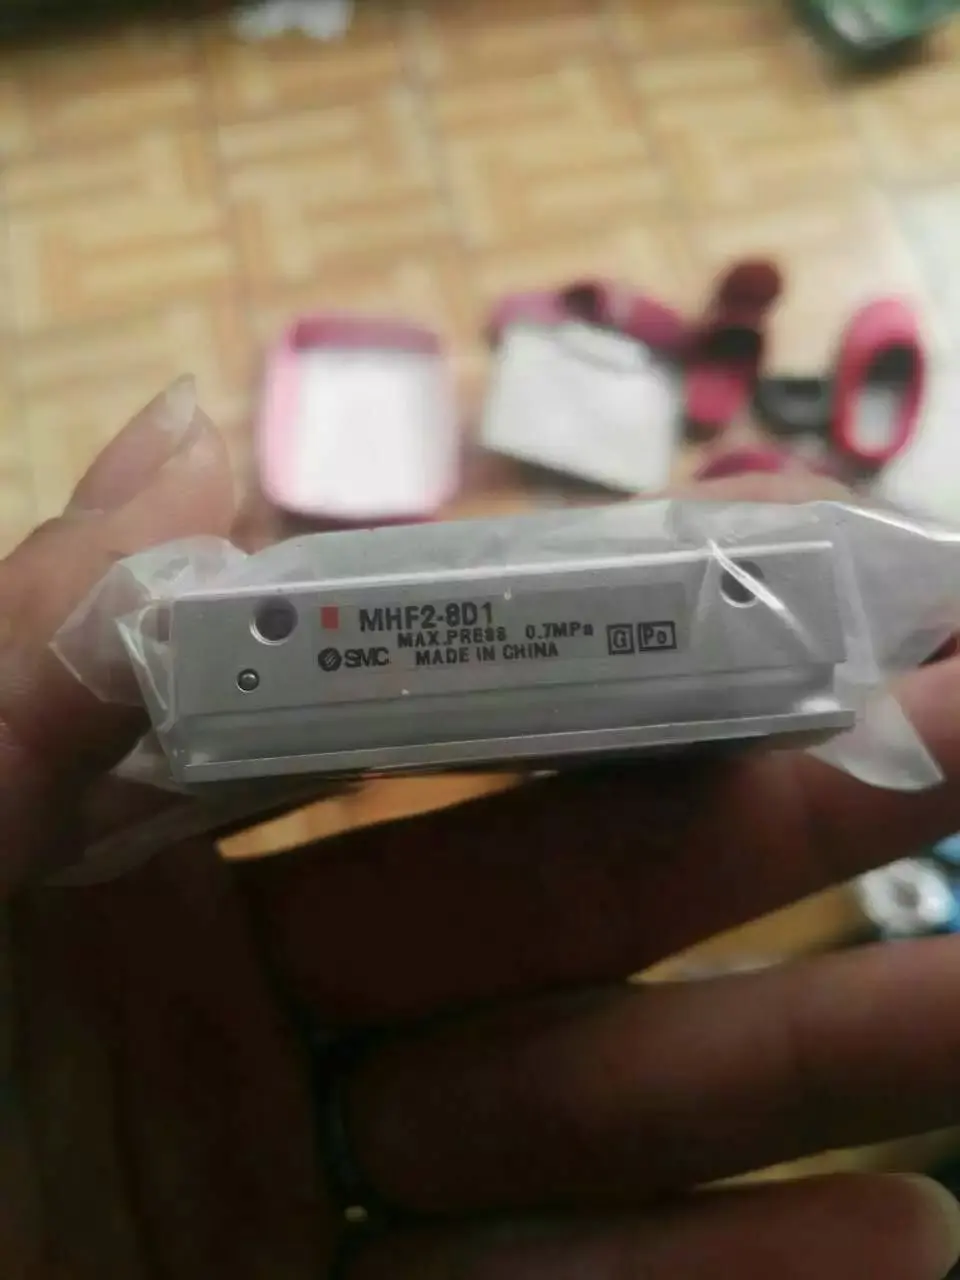 MHF2-8D1
MAX.PRESS 0.7MPa
SMC MADE IN CHINA G Po